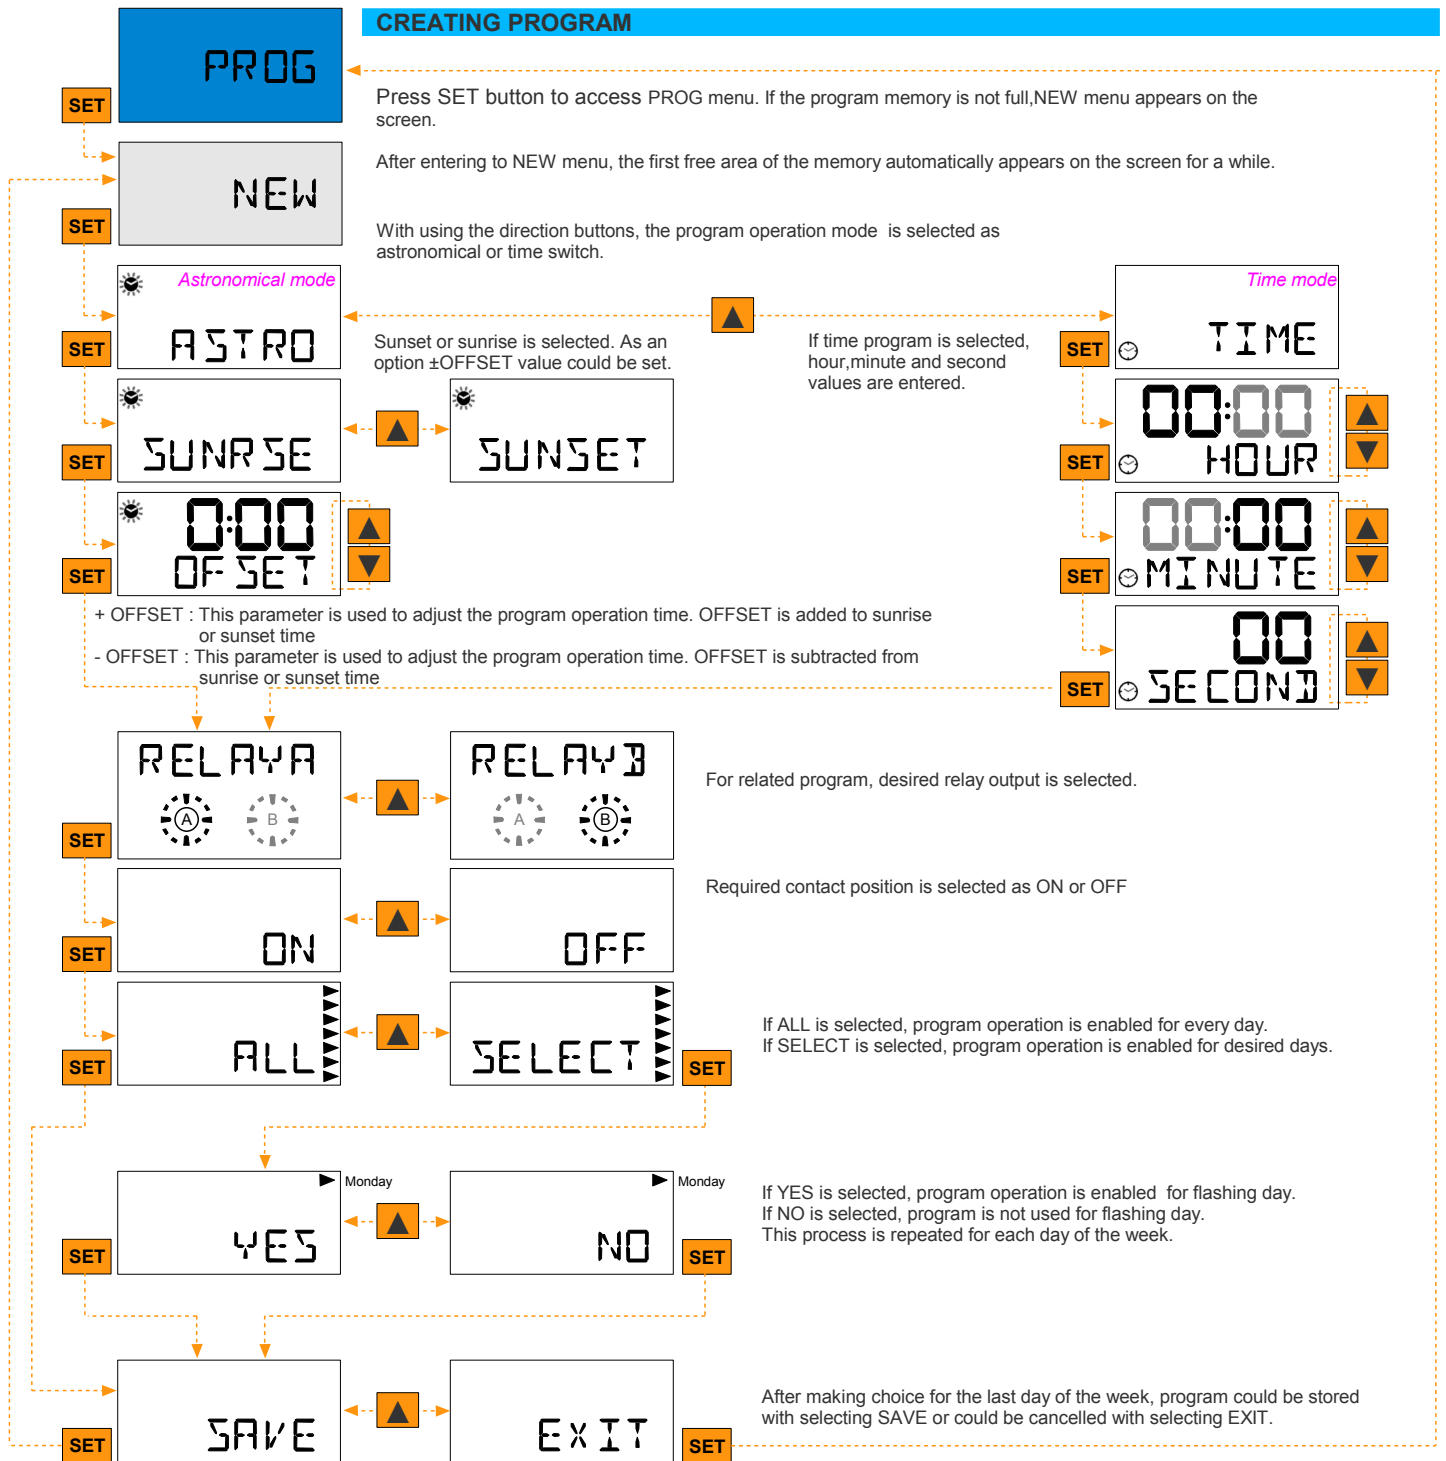 CREATING PROGRAM
PROG
SET
Press SET button to access PROG menu. If the program memory is not full,NEW menu appears on the
screen.
After entering to NEW menu, the first free area of the memory automatically appears on the screen for a while.
NEW
SET
With using the direction buttons, the program operation mode is selected as
astronomical or time switch.
Astronomical mode
ASTRO
SET
Time mode
TIME
SET
Sunset or sunrise is selected. As an
option ±OFFSET value could be set.
If time program is selected,
hour,minute and second
values are entered.
SUNRSE
SET
SUNSET
00:00
HOUR
SET
0:00
OFSET
SET
00:00
MINUTE
SET
+ OFFSET : This parameter is used to adjust the program operation time. OFFSET is added to sunrise
or sunset time
- OFFSET : This parameter is used to adjust the program operation time. OFFSET is subtracted from
sunrise or sunset time
00
SECOND
SET
RELAYA
A B
SET
RELAYB
A B
For related program, desired relay output is selected.
ON
SET
OFF
Required contact position is selected as ON or OFF
ALL
SET
SELECT
SET
If ALL is selected, program operation is enabled for every day.
If SELECT is selected, program operation is enabled for desired days.
Monday
YES
SET
Monday
NO
SET
If YES is selected, program operation is enabled for flashing day.
If NO is selected, program is not used for flashing day.
This process is repeated for each day of the week.
SAVE
SET
EXIT
SET
After making choice for the last day of the week, program could be stored
with selecting SAVE or could be cancelled with selecting EXIT.